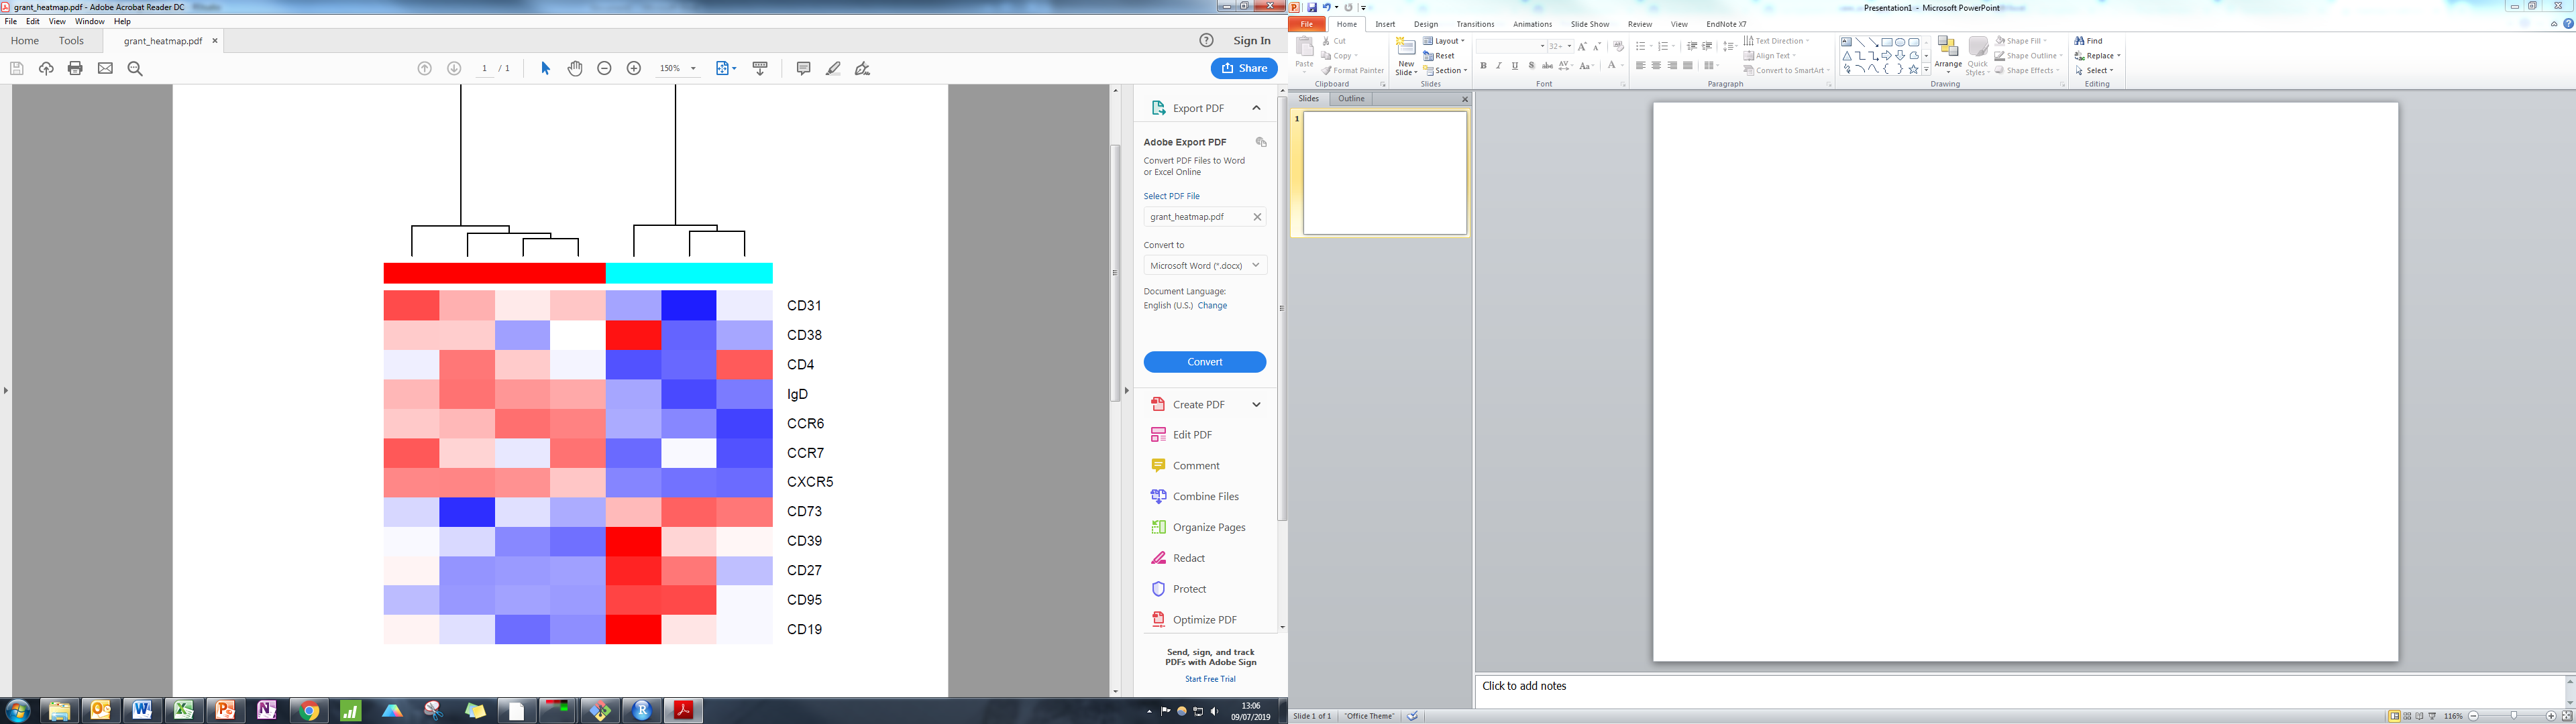 grant_heatmap.pdf - Adobe Acrobat Reader DC
File Edit View Window Help
Home Tools grant_heatmap.pdf × Sign In
1 / 1 150% Share
CD31
CD38
CD4
IgD
CCR6
CCR7
CXCR5
CD73
CD39
CD27
CD95
CD19
Export PDF
Adobe Export PDF
Convert PDF Files to Word
or Excel Online
Select PDF File
grant_heatmap.pdf
Convert to
Microsoft Word (*.docx)
Document Language:
English (U.S.) Change
Convert
Create PDF
Edit PDF
Comment
Combine Files
Organize Pages
Redact
Protect
Optimize PDF
Send, sign, and track
PDFs with Adobe Sign
Start Free Trial
13:06
09/07/2019
Presentation1 - Microsoft PowerPoint
File Home Insert Design Transitions Animations Slide Show Review View EndNote X7
Paste
Cut
Copy
Format Painter
Clipboard
New
Slide
Layout
Reset
Section
Slides
32+
B I U S abc AV Aa A
Font
Text Direction
Align Text
Convert to SmartArt
Paragraph
Arrange
Quick
Styles
Shape Fill
Shape Outline
Shape Effects
Drawing
Find
Replace
Select
Editing
Slides Outline
1
Click to add notes
Slide 1 of 1 "Office Theme" 116%